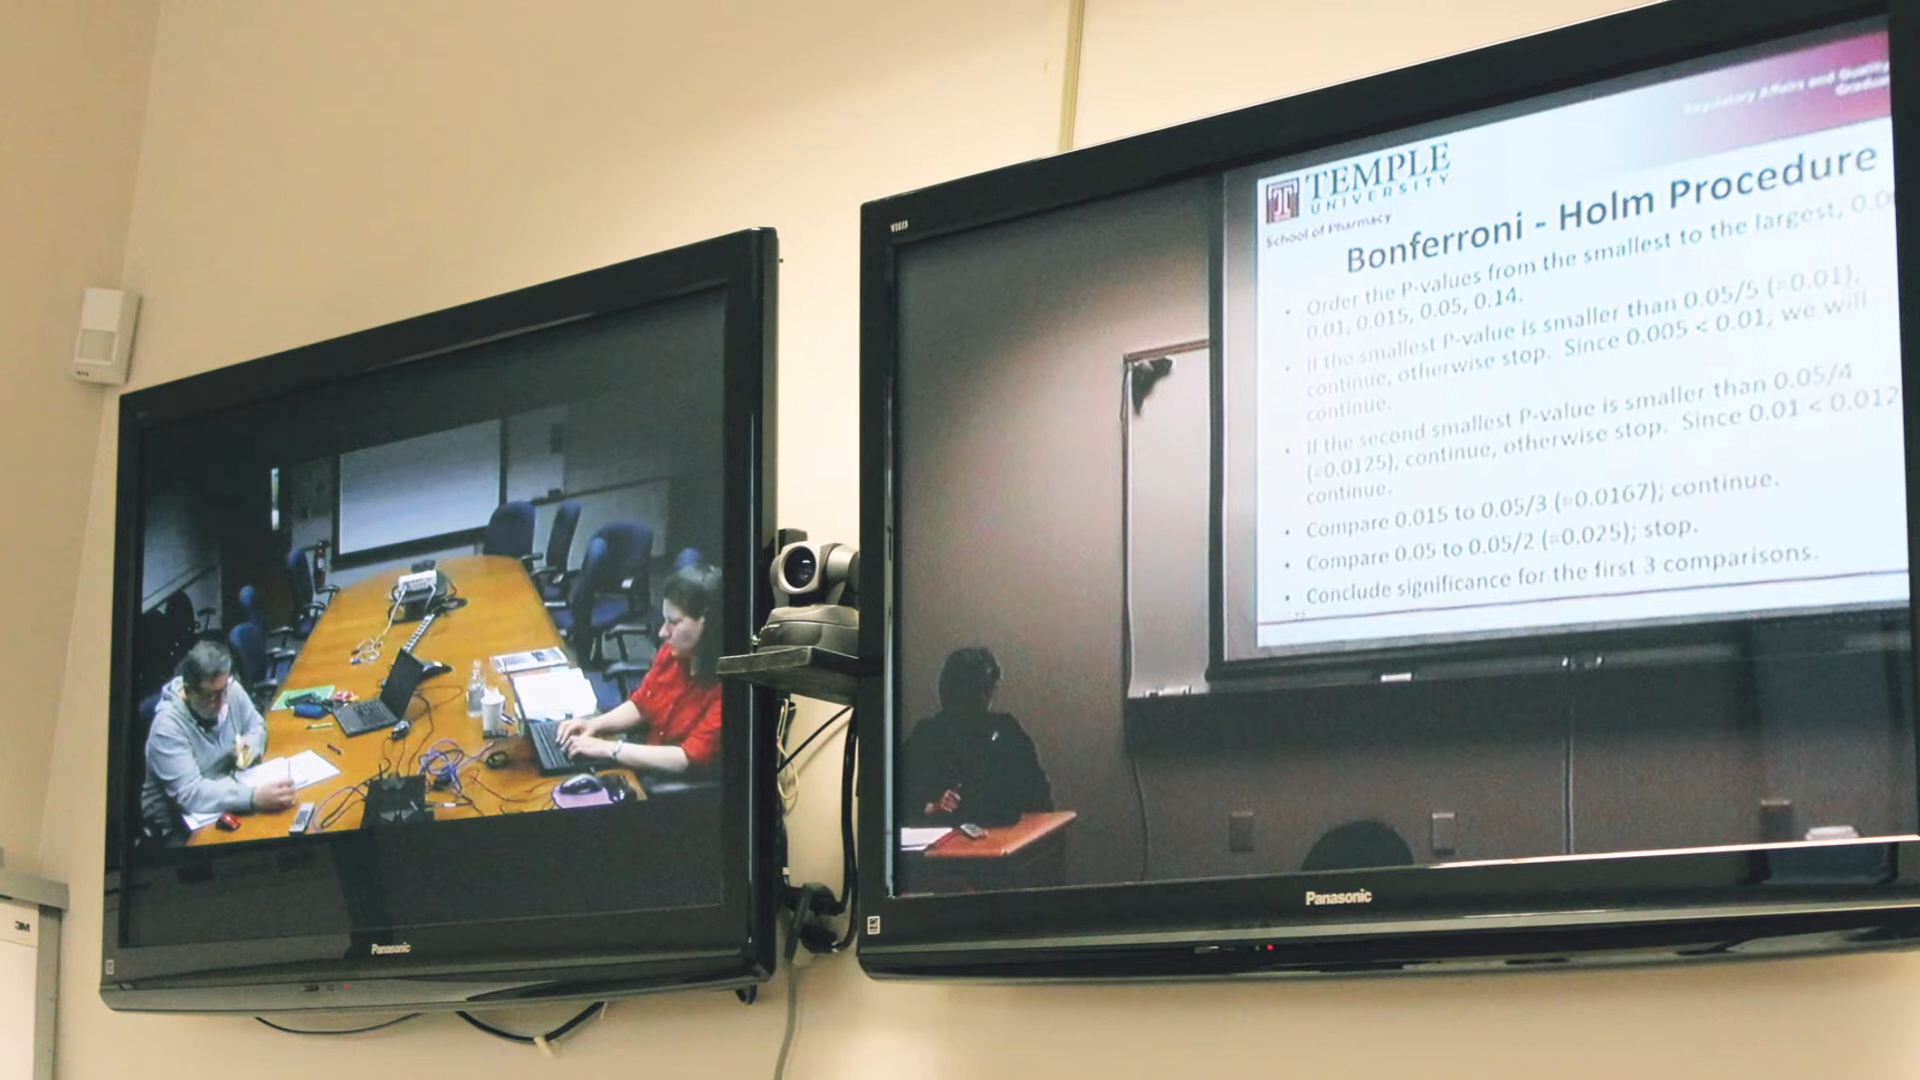 Regulatory Affairs and Quality
Graduate
TEMPLE
UNIVERSITY
School of Pharmacy
Bonferroni - Holm Procedure
• Order the P-values from the smallest to the largest, 0.0
0.01, 0.015, 0.05, 0.14.
• If the smallest P-value is smaller than 0.05/5 (=0.01),
continue, otherwise stop. Since 0.005 < 0.01, we will
continue.
• If the second smallest P-value is smaller than 0.05/4
(=0.0125), continue, otherwise stop. Since 0.01 < 0.012
continue.
• Compare 0.015 to 0.05/3 (=0.0167); continue.
• Compare 0.05 to 0.05/2 (=0.025); stop.
• Conclude significance for the first 3 comparisons.
Panasonic
Panasonic
3M